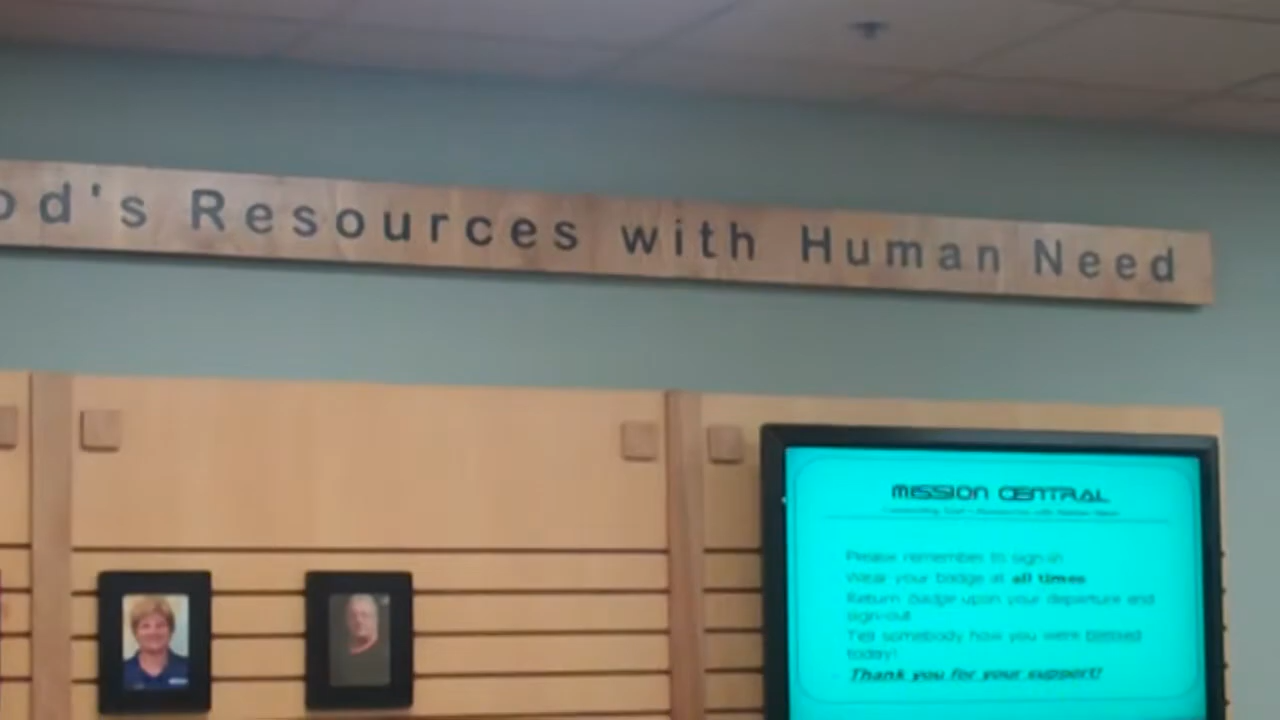 od's Resources with Human Need
MISSION CENTRAL
Please remember to sign-in
Wear your badge at all times
Return badge upon your departure and
sign-out
Tell somebody how you were blessed
today!
Thank you for your support!